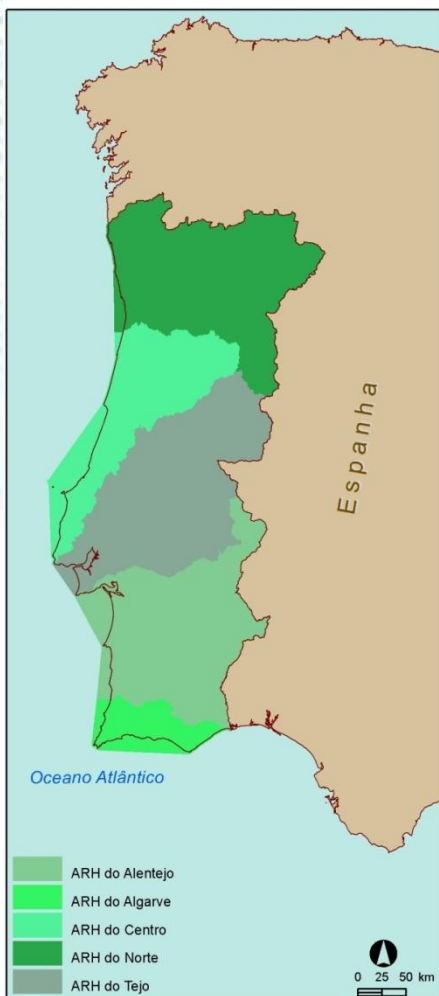 Espanha
Oceano Atlântico
ARH do Alentejo
ARH do Algarve
ARH do Centro
ARH do Norte
ARH do Tejo
0 25 50 km